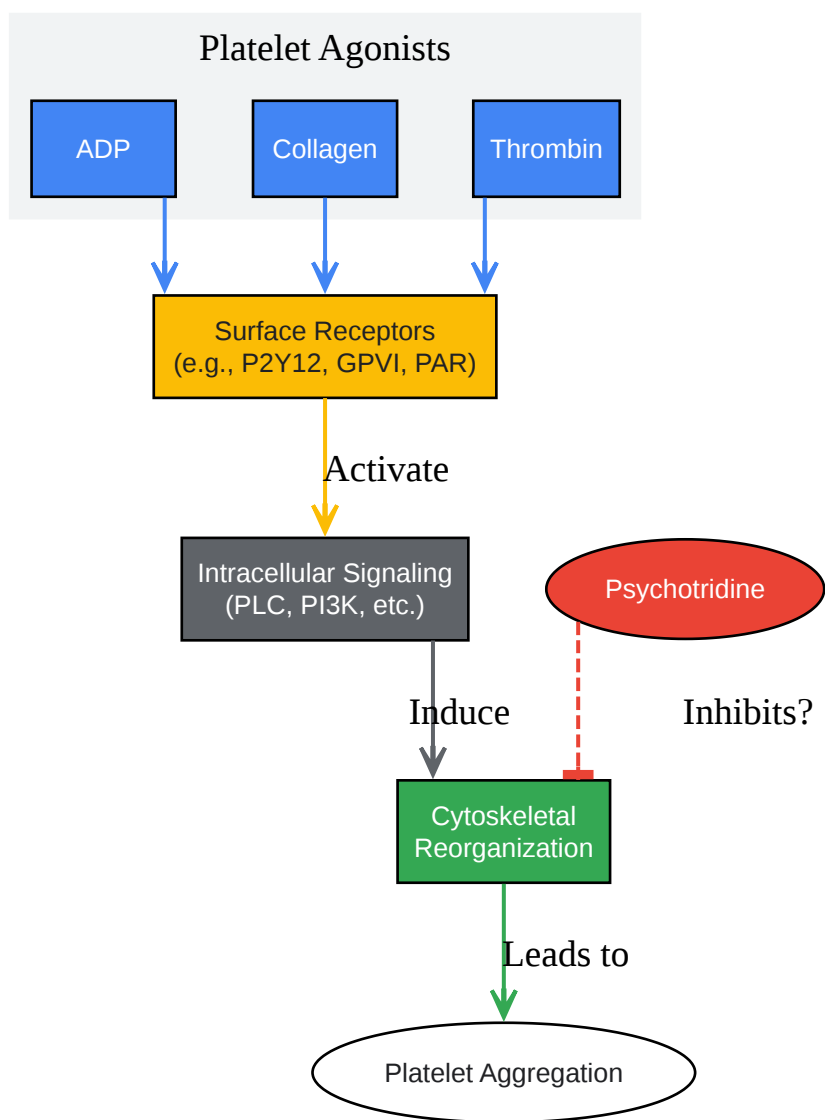 Platelet Agonists
ADP
Collagen
Thrombin
Surface Receptors
(e.g., P2Y12, GPVI, PAR)
Activate
Intracellular Signaling
(PLC, PI3K, etc.)
Psychotridine
Induce
Inhibits?
Cytoskeletal
Reorganization
Leads to
Platelet Aggregation